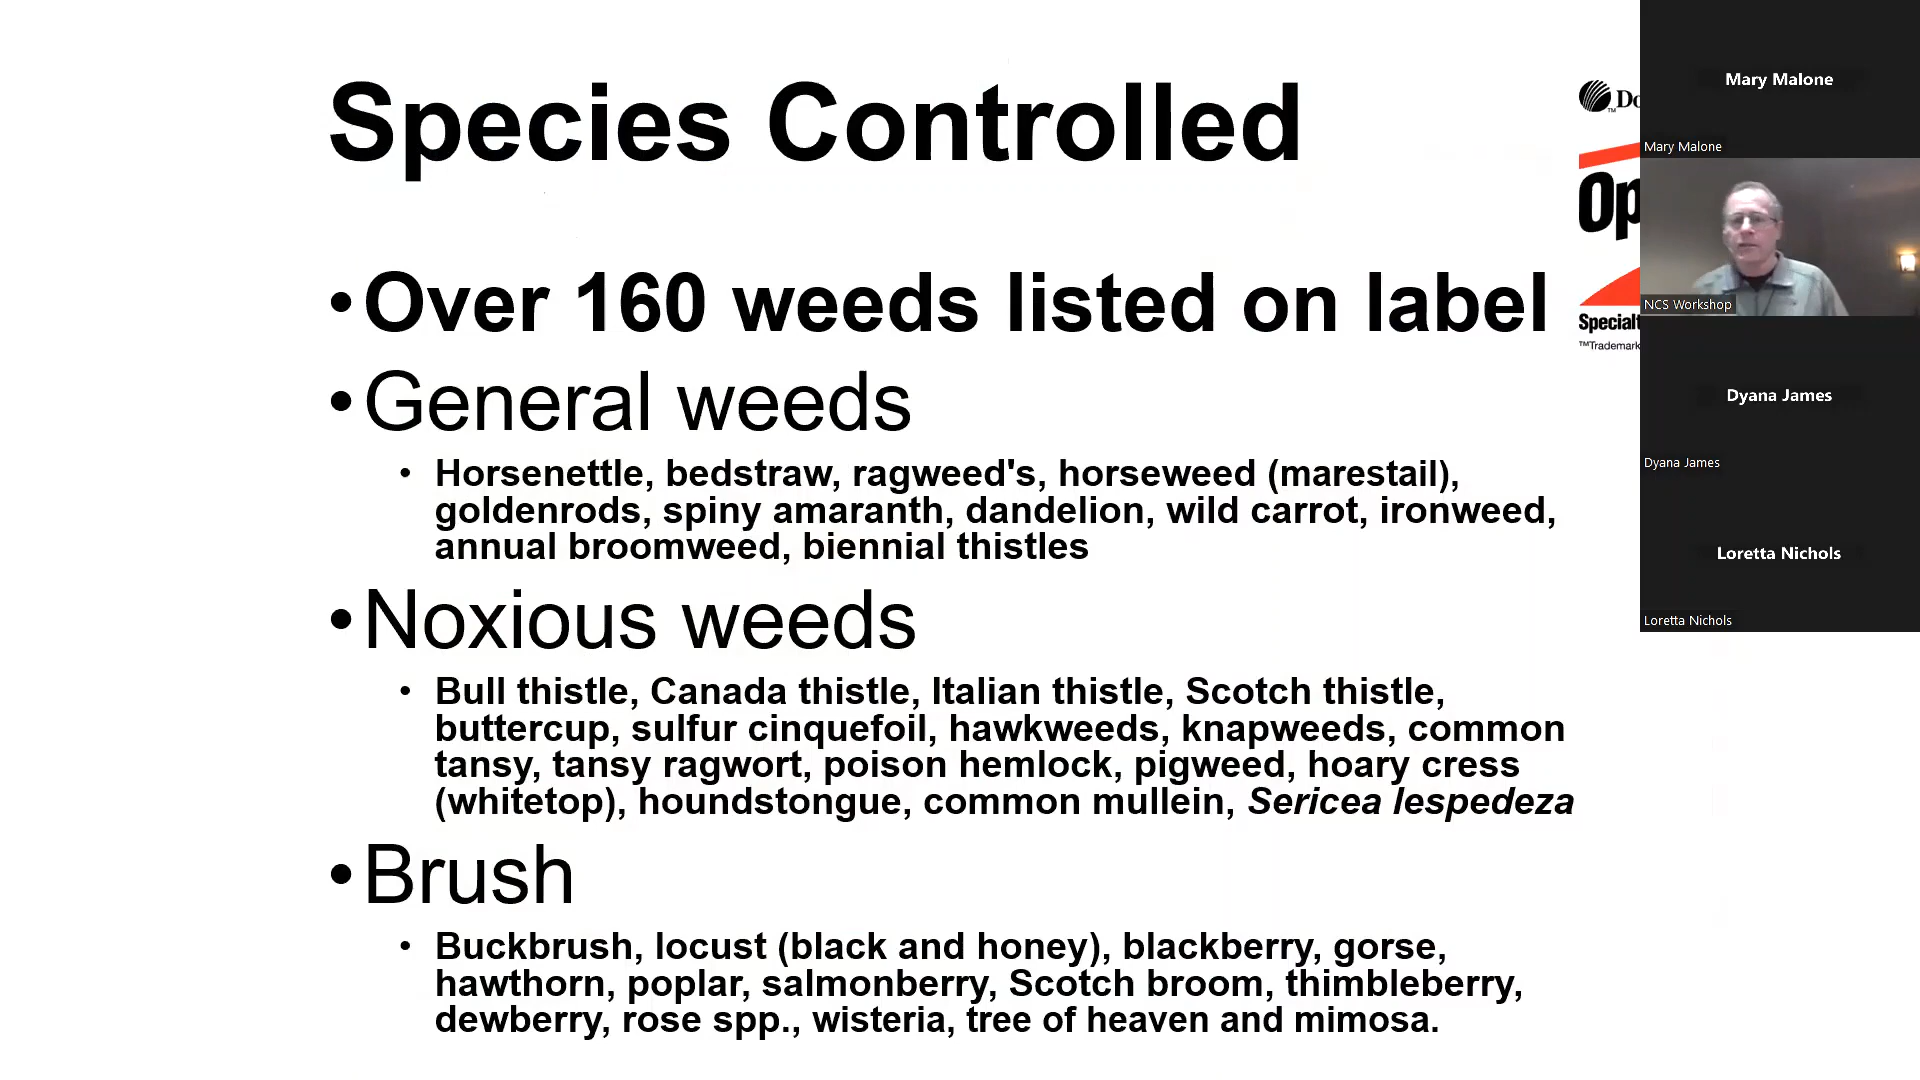 Species Controlled
• Over 160 weeds listed on label
• General weeds
• Horsenettle, bedstraw, ragweed's, horseweed (marestail),
goldenrods, spiny amaranth, dandelion, wild carrot, ironweed,
annual broomweed, biennial thistles
• Noxious weeds
• Bull thistle, Canada thistle, Italian thistle, Scotch thistle,
buttercup, sulfur cinquefoil, hawkweeds, knapweeds, common
tansy, tansy ragwort, poison hemlock, pigweed, hoary cress
(whitetop), houndstongue, common mullein, Sericea lespedeza
• Brush
• Buckbrush, locust (black and honey), blackberry, gorse,
hawthorn, poplar, salmonberry, Scotch broom, thimbleberry,
dewberry, rose spp., wisteria, tree of heaven and mimosa.
Do
Op
Specialt
™Trademark
Mary Malone
Mary Malone
NCS Workshop
Dyana James
Dyana James
Loretta Nichols
Loretta Nichols